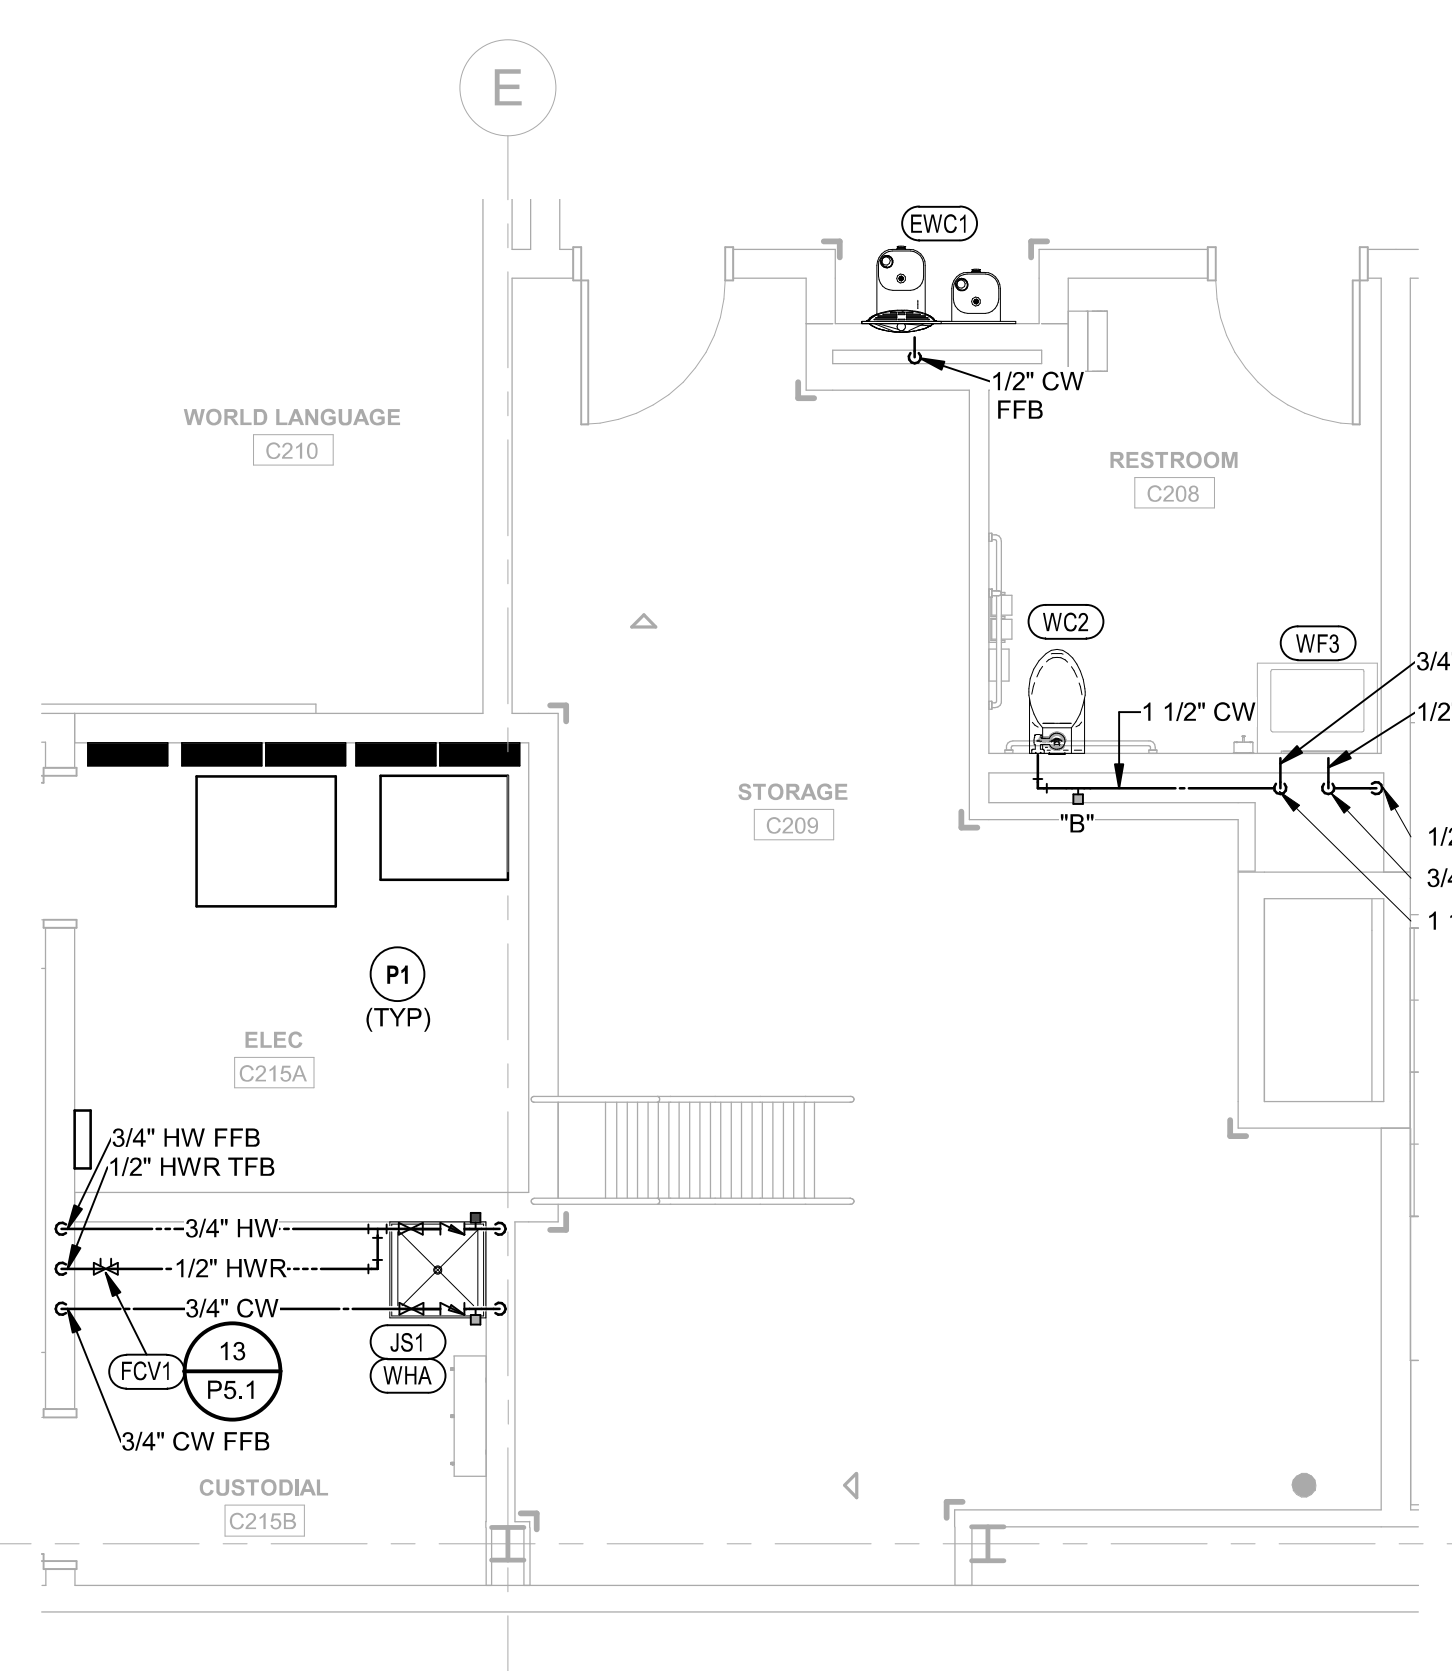 E
EWC1
1/2" CW
FFB
WORLD LANGUAGE
C210
RESTROOM
C208
WC2
WF3
3/4
1/2
1 1/2" CW
"B"
STORAGE
C209
1/2
3/4
1 1
P1
(TYP)
ELEC
C215A
3/4" HW FFB
1/2" HWR TFB
3/4" HW
1/2" HWR
3/4" CW
JS1
WHA
FCV1
13
P5.1
3/4" CW FFB
CUSTODIAL
C215B